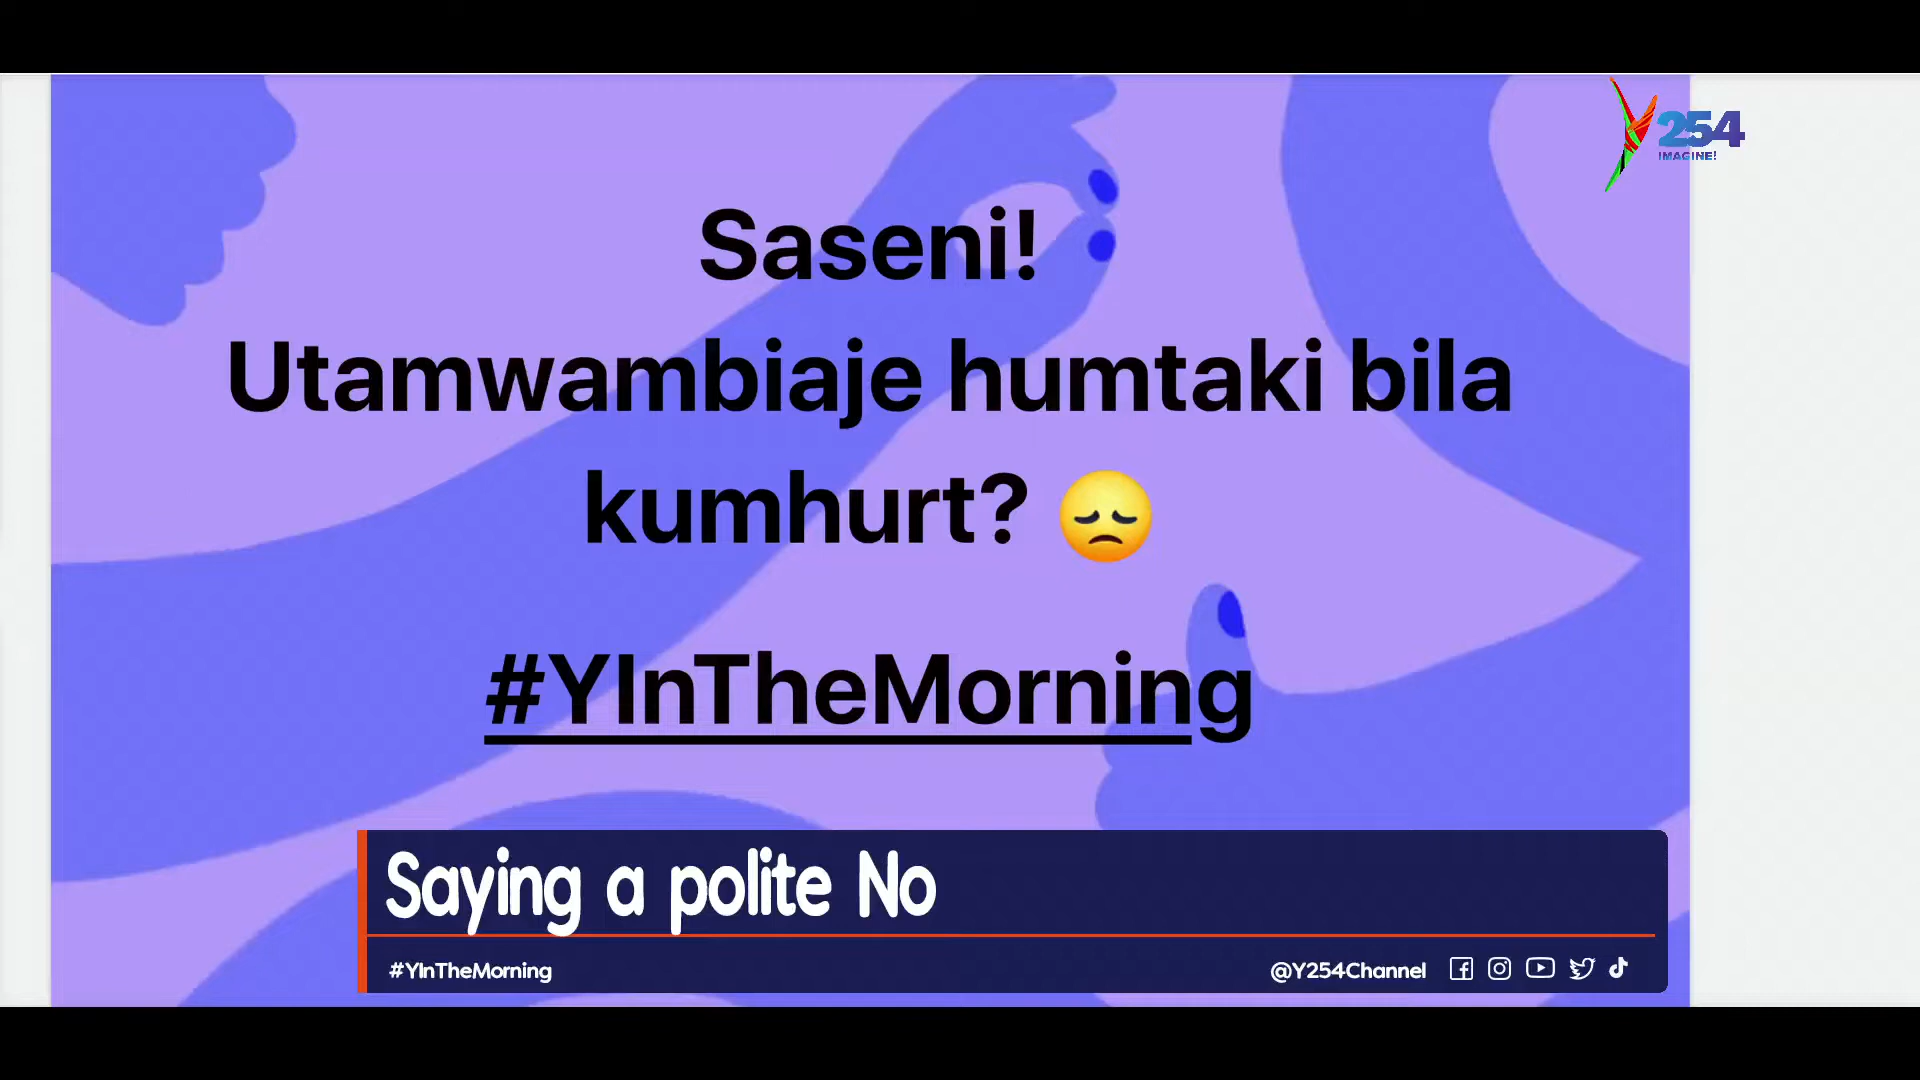 254
IMAGINE!
Saseni!
Utamwambiaje humtaki bila
kumhurt? 😞
#YInTheMorning
Saying a polite No
#YInTheMorning
@Y254Channel